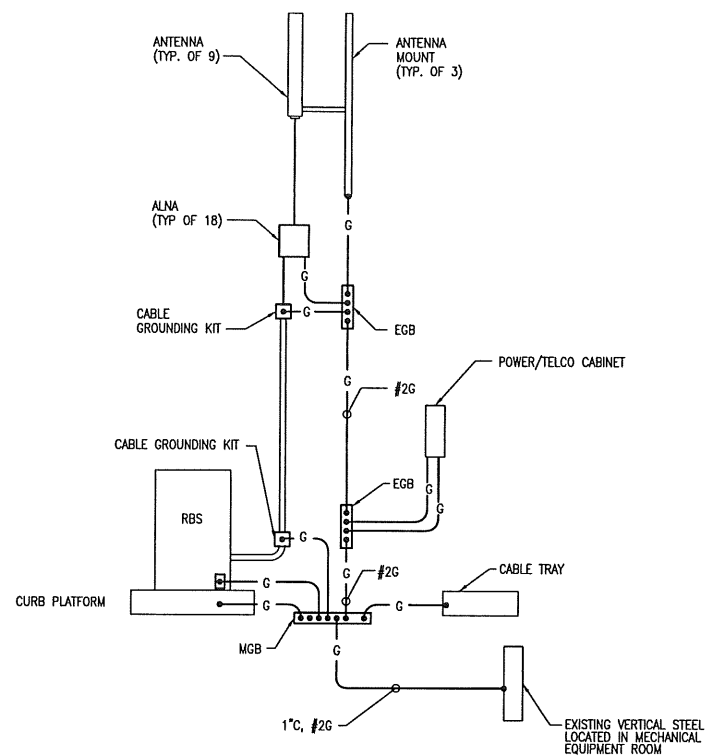 ANTENNA
(TYP. OF 9)
ANTENNA
MOUNT
(TYP. OF 3)
ALNA
(TYP OF 18)
G
G
G
CABLE
GROUNDING KIT
EGB
G
#2G
POWER/TELCO CABINET
CABLE GROUNDING KIT
EGB
G
G
RBS
G
G
#2G
CABLE TRAY
G
CURB PLATFORM
G
G
MGB
G
1"C, #2G
EXISTING VERTICAL STEEL
LOCATED IN MECHANICAL
EQUIPMENT ROOM